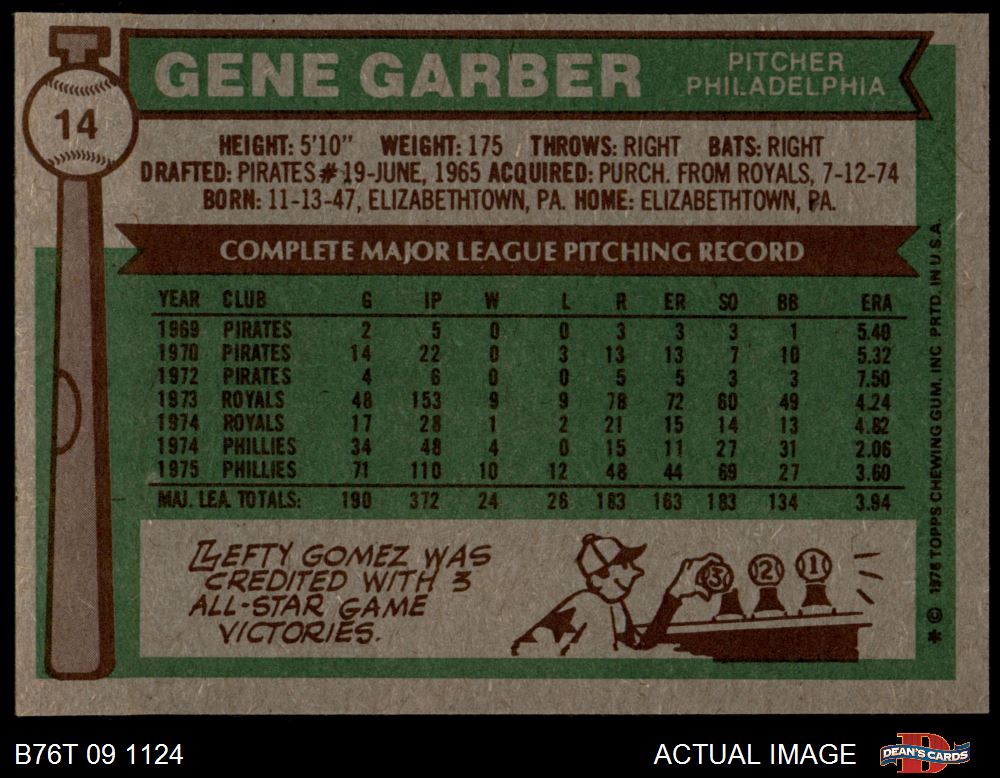 14
GENE GARBER
PITCHER
PHILADELPHIA
HEIGHT: 5'10" WEIGHT: 175 THROWS: RIGHT BATS: RIGHT
DRAFTED: PIRATES #19-JUNE, 1965 ACQUIRED: PURCH. FROM ROYALS, 7-12-74
BORN: 11-13-47, ELIZABETHTOWN, PA. HOME: ELIZABETHTOWN, PA.
COMPLETE MAJOR LEAGUE PITCHING RECORD
YEAR CLUB G IP W L R ER SO BB ERA
1969 PIRATES 2 5 0 0 3 3 3 1 5.40
1970 PIRATES 14 22 0 3 13 13 7 10 5.32
1972 PIRATES 4 6 0 0 5 5 3 3 7.50
1973 ROYALS 48 153 9 9 78 72 60 49 4.24
1974 ROYALS 17 28 1 2 21 15 14 13 4.82
1974 PHILLIES 34 48 4 0 15 11 27 31 2.06
1975 PHILLIES 71 110 10 12 48 44 69 27 3.60
MAJ. LEA. TOTALS: 190 372 24 26 183 163 183 134 3.94
LEFTY GOMEZ WAS
CREDITED WITH 3
ALL-STAR GAME
VICTORIES.
3 2 1
* © 1976 TOPPS CHEWING GUM, INC. PRTD. IN U.S.A.
B76T 09 1124
ACTUAL IMAGE
D
DEAN'S CARDS